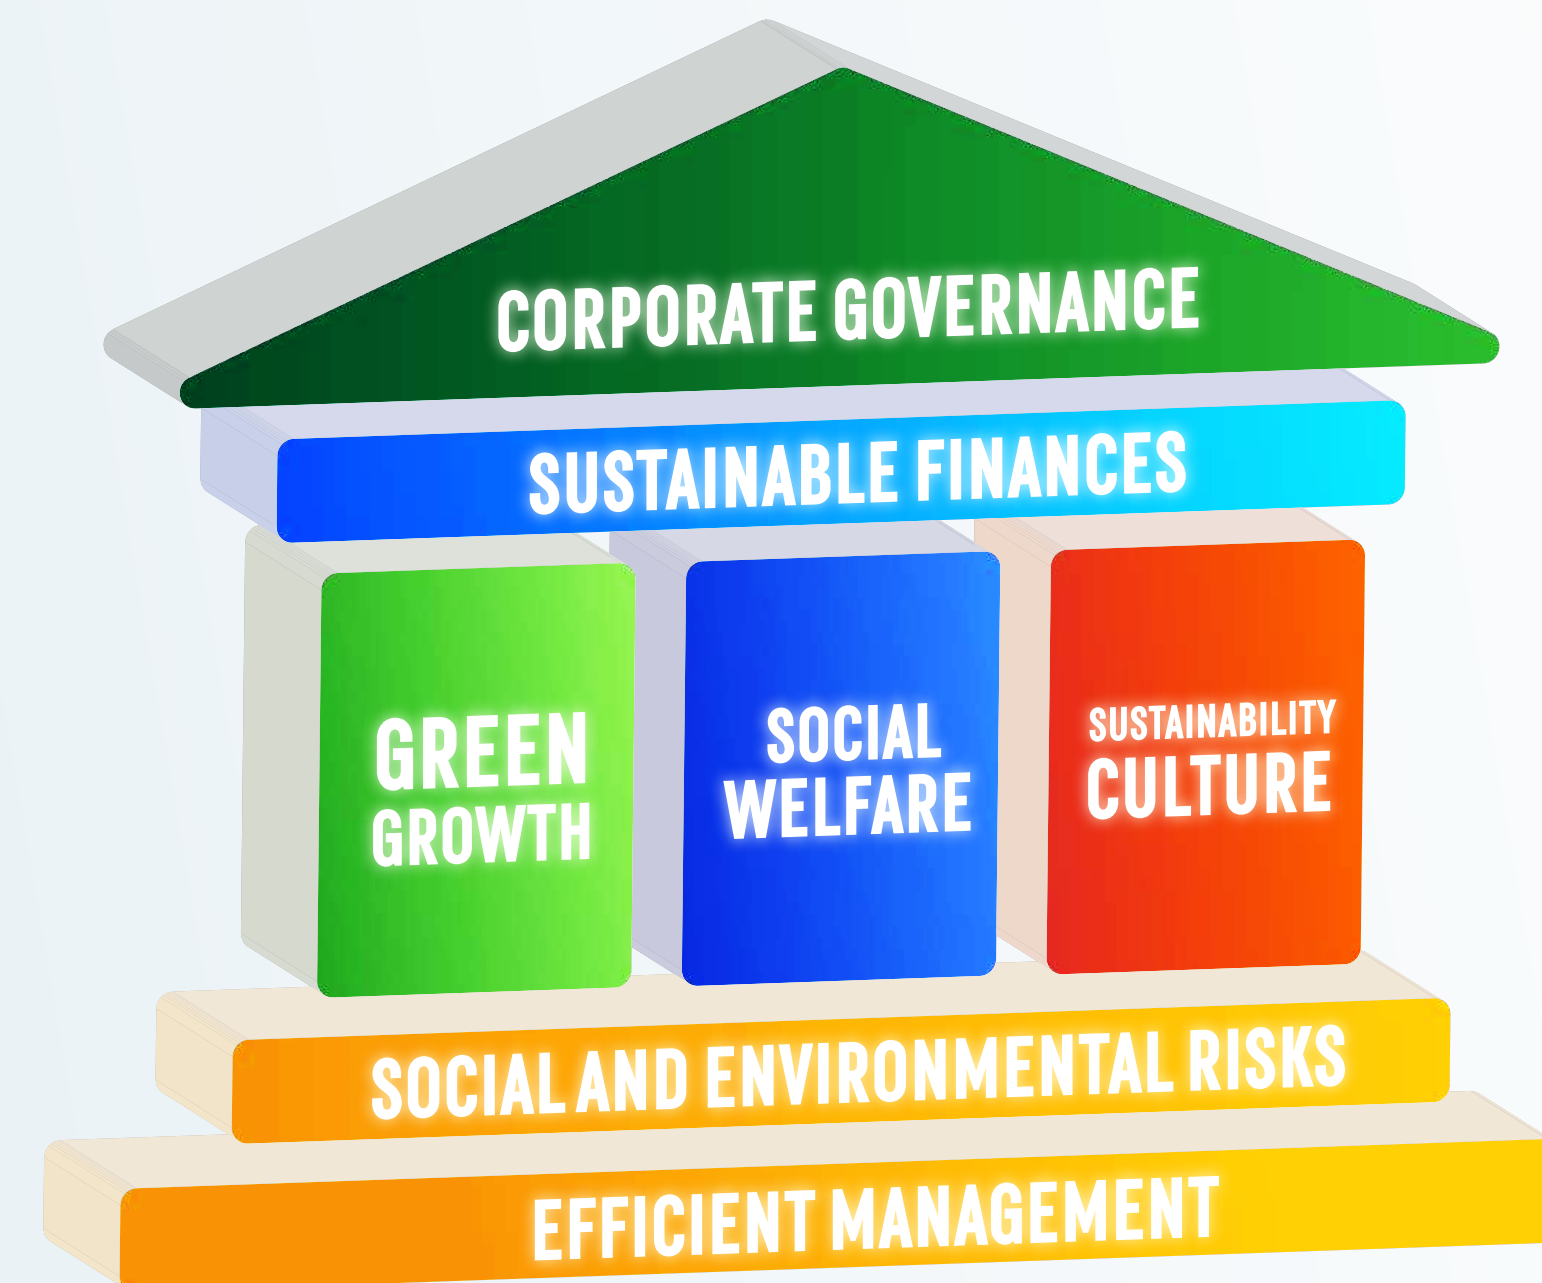 CORPORATE GOVERNANCE
SUSTAINABLE FINANCES
GREEN
GROWTH
SOCIAL
WELFARE
SUSTAINABILITY
CULTURE
SOCIAL AND ENVIRONMENTAL RISKS
EFFICIENT MANAGEMENT